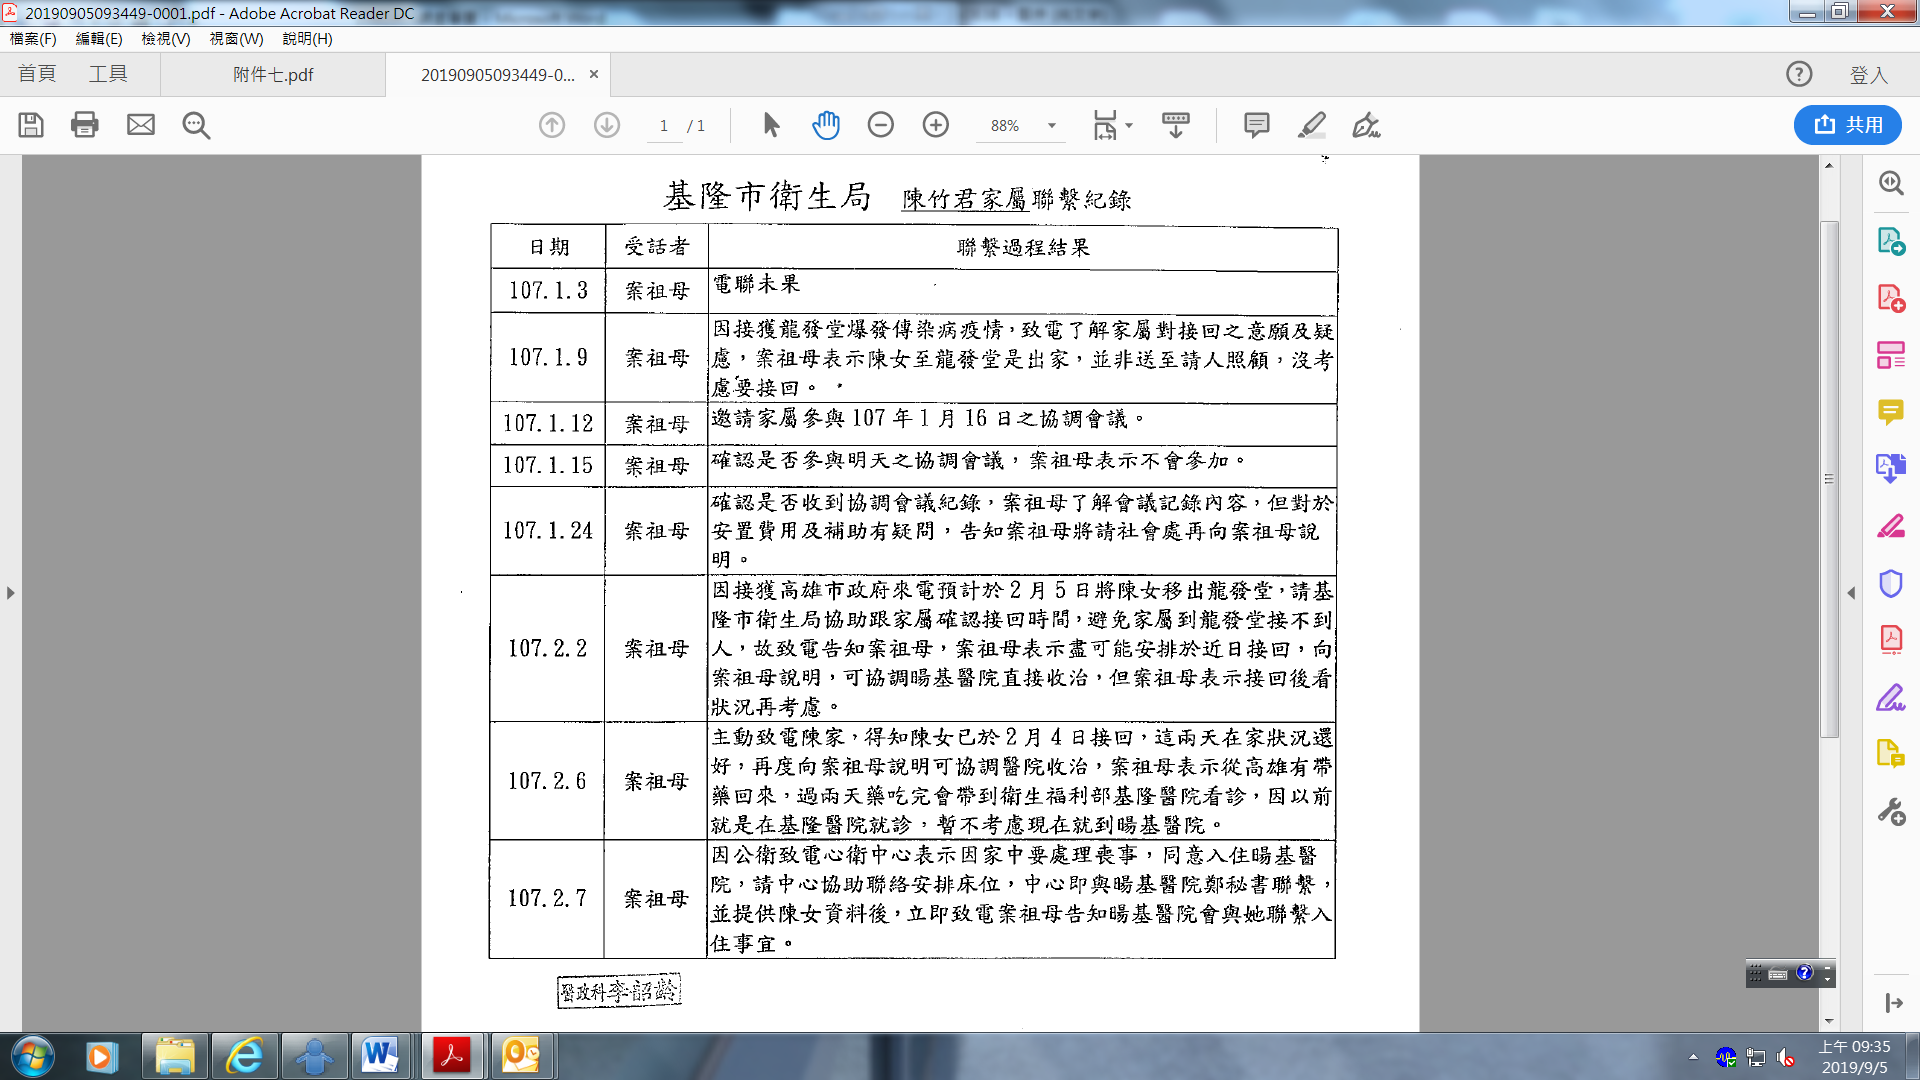 20190905093449-0001.pdf - Adobe Acrobat Reader DC
檔案(F) 編輯(E) 檢視(V) 視窗(W) 說明(H)
首頁 工具 附件七.pdf 20190905093449-0... × 登入
1 / 1 88% 共用
基隆市衛生局 陳竹君家屬聯繫紀錄
日期 受話者 聯繫過程結果
107.1.3 案祖母 電聯未果
107.1.9 案祖母 因接獲龍發堂爆發傳染病疫情，致電了解家屬對接回之意願及疑
慮，案祖母表示陳女至龍發堂是出家，並非送至請人照顧，沒考
慮要接回。
107.1.12 案祖母 邀請家屬參與 107 年 1 月 16 日之協調會議。
107.1.15 案祖母 確認是否參與明天之協調會議，案祖母表示不會參加。
107.1.24 案祖母 確認是否收到協調會議紀錄，案祖母了解會議記錄內容，但對於
安置費用及補助有疑問，告知案祖母將請社會處再向案祖母說
明。
107.2.2 案祖母 因接獲高雄市政府來電預計於 2 月 5 日將陳女移出龍發堂，請基
隆市衛生局協助跟家屬確認接回時間，避免家屬到龍發堂接不到
人，故致電告知案祖母，案祖母表示盡可能安排於近日接回，向
案祖母說明，可協調暘基醫院直接收治，但案祖母表示接回後看
狀況再考慮。
107.2.6 案祖母 主動致電陳家，得知陳女已於 2 月 4 日接回，這兩天在家狀況還
好，再度向案祖母說明可協調醫院收治，案祖母表示從高雄有帶
藥回來，過兩天藥吃完會帶到衛生福利部基隆醫院看診，因以前
就是在基隆醫院就診，暫不考慮現在就到暘基醫院。
107.2.7 案祖母 因公衛致電心衛中心表示因家中要處理喪事，同意入住暘基醫
院，請中心協助聯絡安排床位，中心即與暘基醫院鄭秘書聯繫，
並提供陳女資料後，立即致電案祖母告知暘基醫院會與她聯繫入
住事宜。
醫政科李韶齡
上午 09:35
2019/9/5